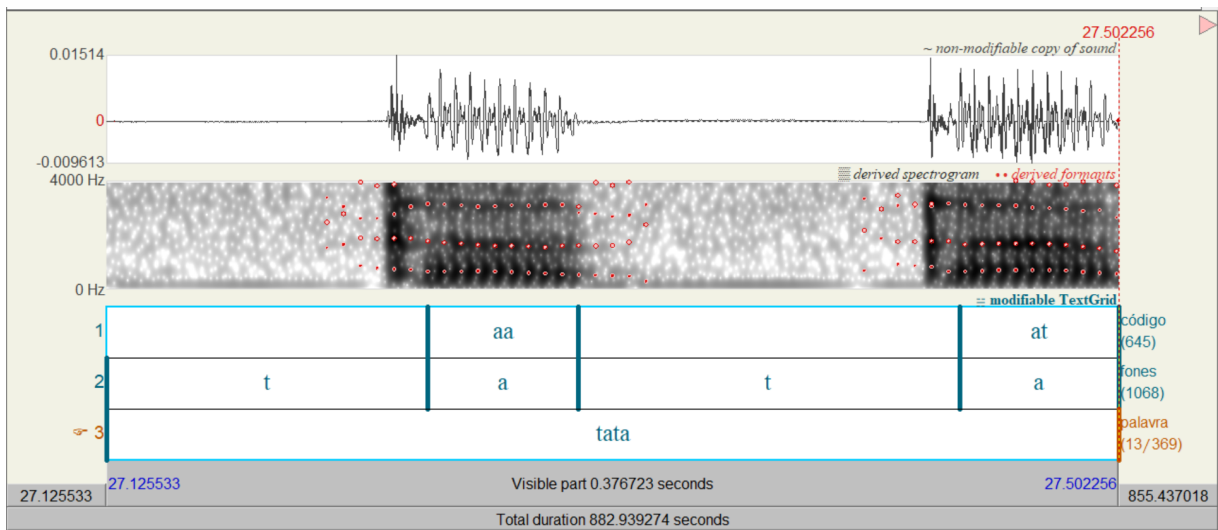 27.502256
0.01514
~ non-modifiable copy of sound
0
-0.009613
4000 Hz
derived spectrogram
derived formants
0 Hz
modifiable TextGrid
1 aa at código (645)
2 t a t a fones (1068)
3 tata palavra (13/369)
27.125533 Visible part 0.376723 seconds 27.502256
27.125533 855.437018
Total duration 882.939274 seconds